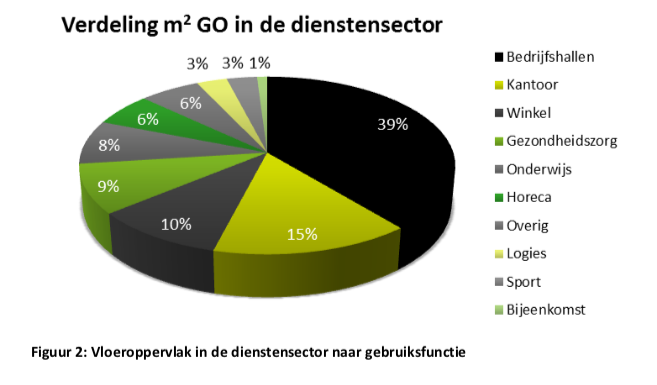 Verdeling m² GO in de dienstensector
3% 3% 1%
6%
6%
8%
9%
10%
15%
39%
Bedrijfshallen
Kantoor
Winkel
Gezondheidszorg
Onderwijs
Horeca
Overig
Logies
Sport
Bijeenkomst
Figuur 2: Vloeroppervlak in de dienstensector naar gebruiksfunctie